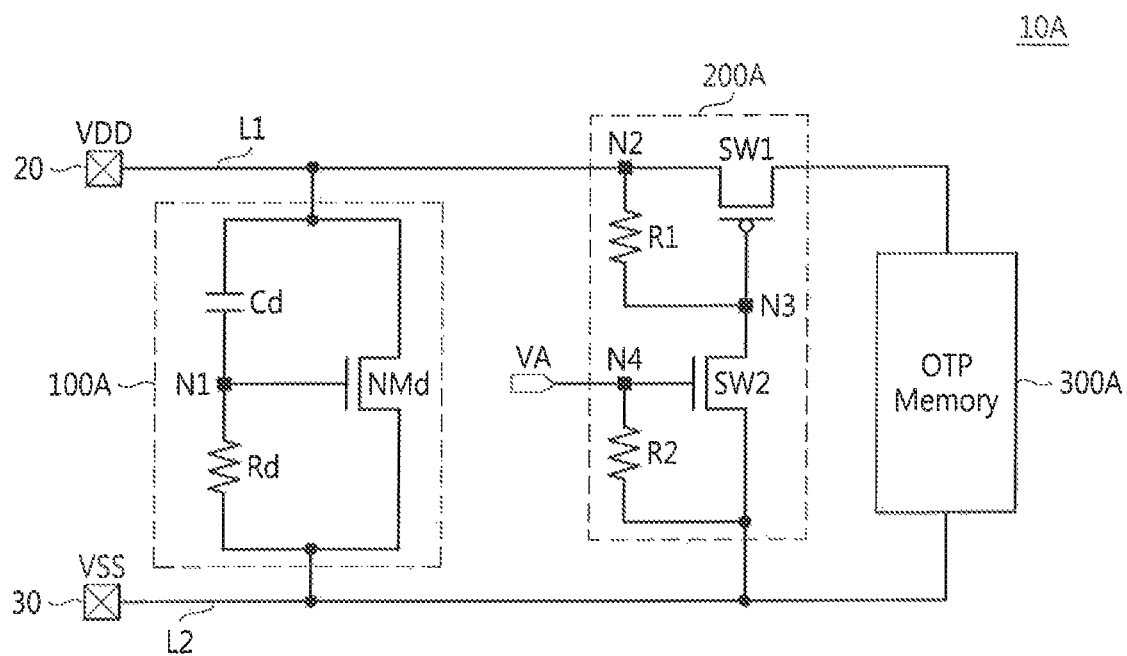 10A
200A
VDD
L1
N2
SW1
20
R1
Cd
N3
VA
N4
100A
N1
NMd
SW2
OTP
Memory
300A
Rd
R2
VSS
30
L2